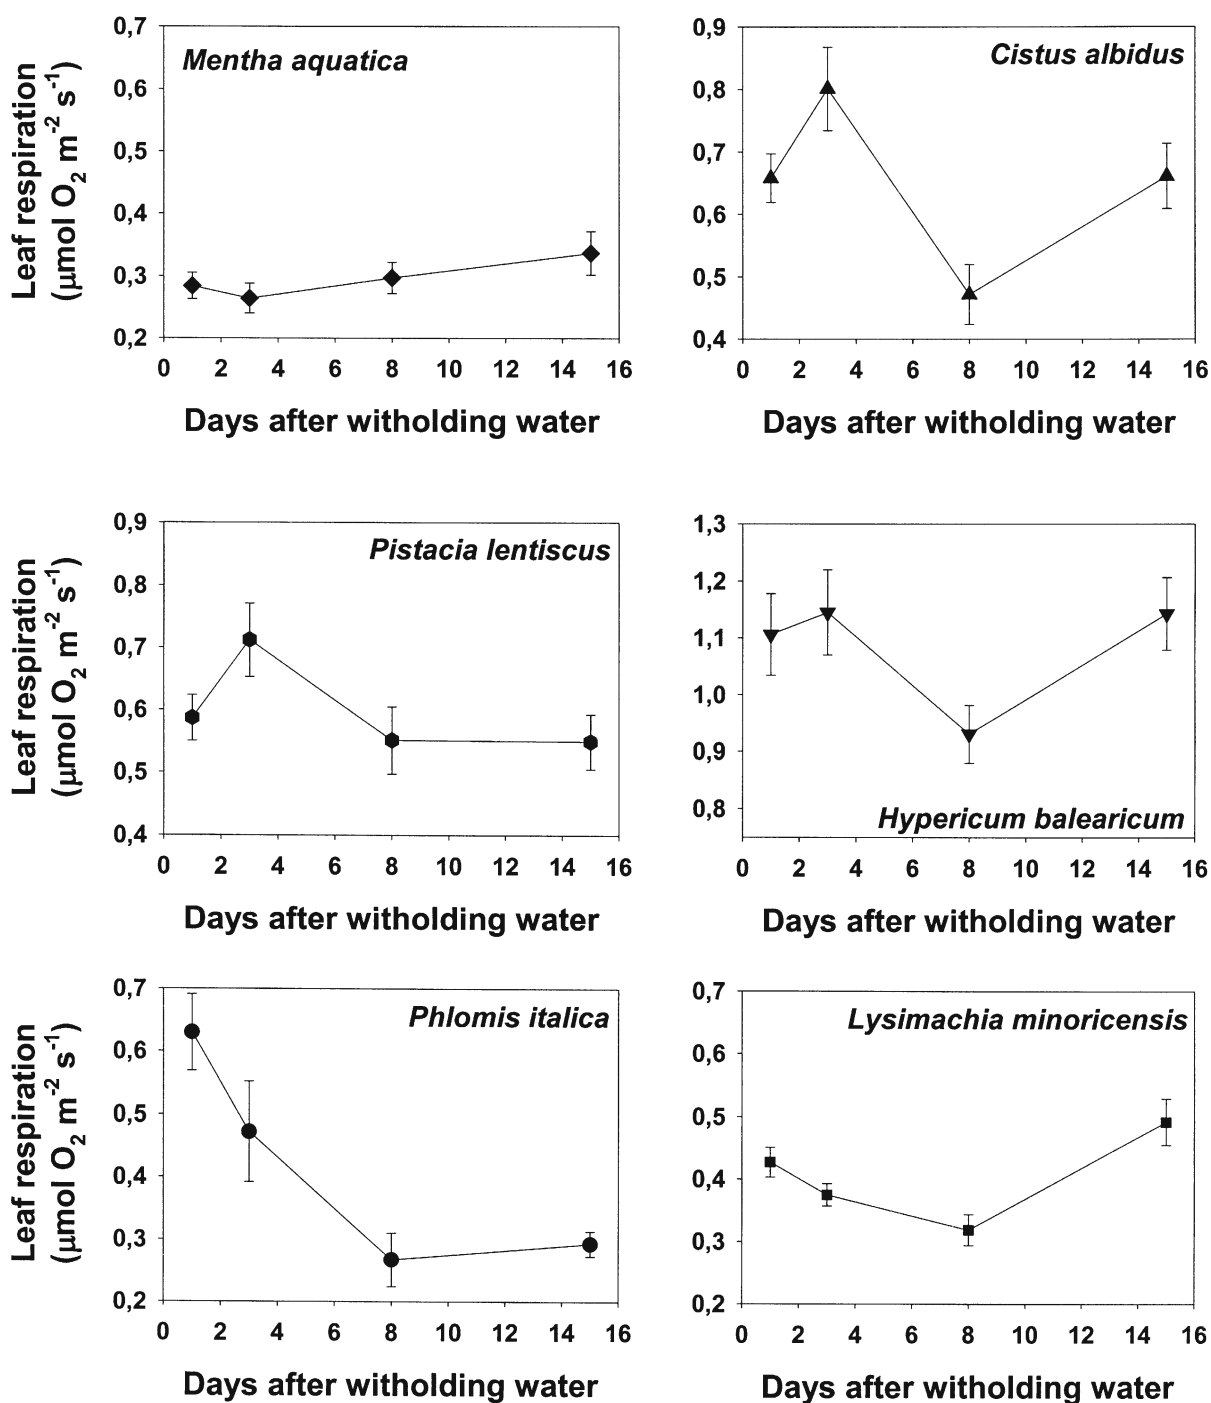 0,7
0,6
0,5
0,4
0,3
0,2
Leaf respiration
(μmol O2 m-2 s-1)
Mentha aquatica
0 2 4 6 8 10 12 14 16
Days after witholding water
0,9
0,8
0,7
0,6
0,5
0,4
Cistus albidus
0 2 4 6 8 10 12 14 16
Days after witholding water
0,9
0,8
0,7
0,6
0,5
0,4
Leaf respiration
(μmol O2 m-2 s-1)
Pistacia lentiscus
0 2 4 6 8 10 12 14 16
Days after witholding water
1,3
1,2
1,1
1,0
0,9
0,8
Hypericum balearicum
0 2 4 6 8 10 12 14 16
Days after witholding water
0,7
0,6
0,5
0,4
0,3
0,2
Leaf respiration
(μmol O2 m-2 s-1)
Phlomis italica
0 2 4 6 8 10 12 14 16
Days after witholding water
0,7
0,6
0,5
0,4
0,3
0,2
Lysimachia minoricensis
0 2 4 6 8 10 12 14 16
Days after witholding water